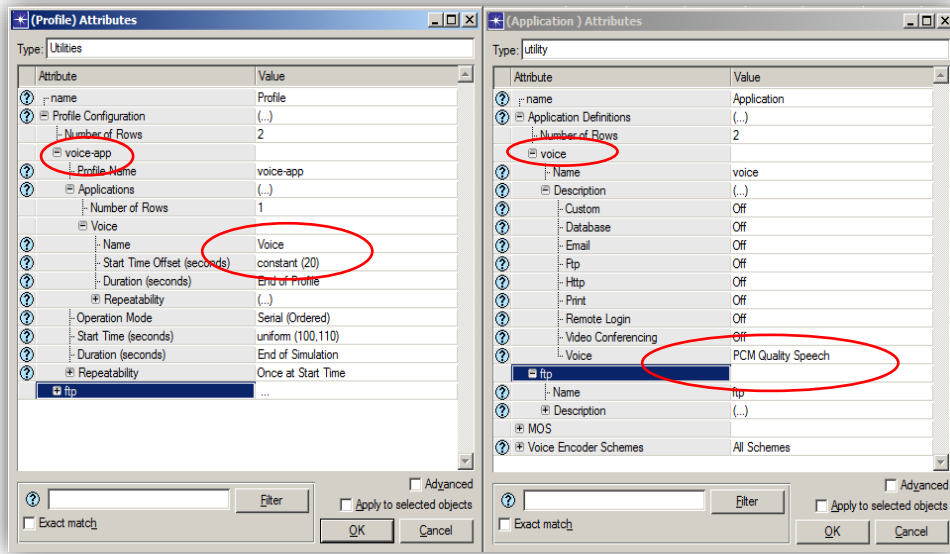 (Profile) Attributes
Type: Utilities
Attribute Value
name Profile
Profile Configuration (...)
Number of Rows 2
voice-app
Profile Name voice-app
Applications (...)
Number of Rows 1
Voice
Name Voice
Start Time Offset (seconds) constant (20)
Duration (seconds) End of Profile
Repeatability (...)
Operation Mode Serial (Ordered)
Start Time (seconds) uniform (100,110)
Duration (seconds) End of Simulation
Repeatability Once at Start Time
ftp ...
Advanced
Filter
Apply to selected objects
Exact match
OK Cancel
(Application ) Attributes
Type: utility
Attribute Value
name Application
Application Definitions (...)
Number of Rows 2
voice
Name voice
Description (...)
Custom Off
Database Off
Email Off
Ftp Off
Http Off
Print Off
Remote Login Off
Video Conferencing Off
Voice PCM Quality Speech
ftp
Name ftp
Description (...)
MOS
Voice Encoder Schemes All Schemes
Advanced
Filter
Apply to selected objects
Exact match
OK Cancel